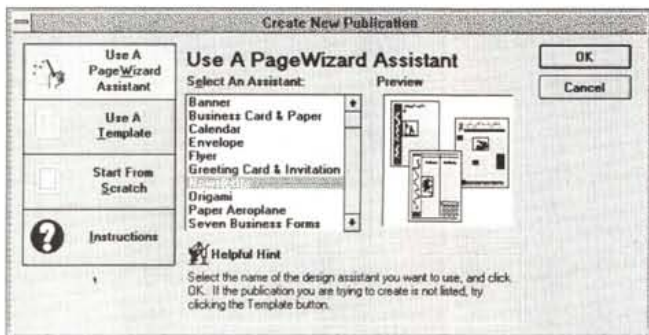 Create New Publication
Use A
PageWizard
Assistant
Use A
Template
Start From
Scratch
Instructions
Use A PageWizard Assistant
Select An Assistant:
Banner
Business Card & Paper
Calendar
Envelope
Flyer
Greeting Card & Invitation
Newsletter
Origami
Paper Aeroplane
Seven Business Forms
Preview
Helpful Hint
Select the name of the design assistant you want to use, and click
OK. If the publication you are trying to create is not listed, try
clicking the Template button.
OK
Cancel